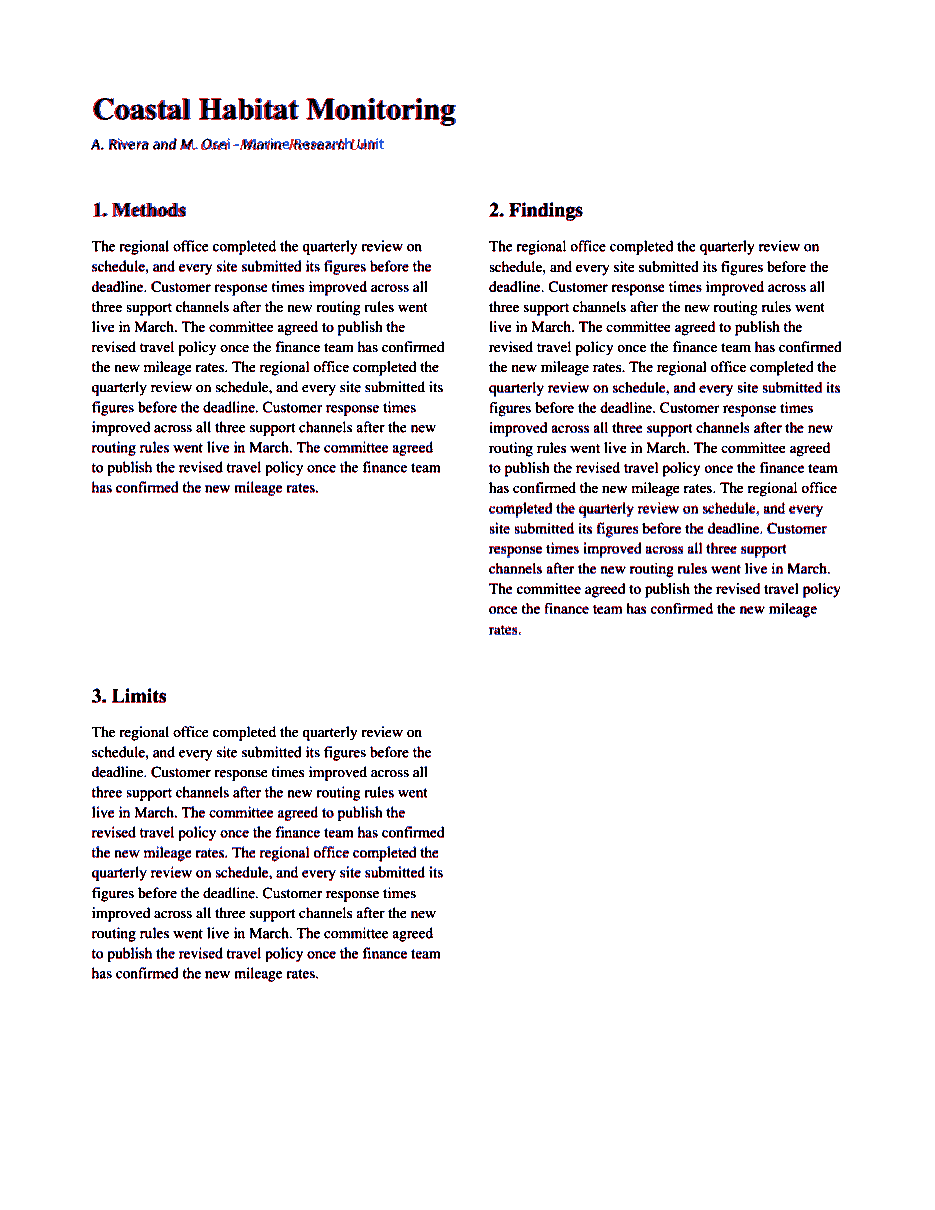 Coastal Habitat Monitoring
A. Rivera and M. Osei - Marine Research Unit
1. Methods
The regional office completed the quarterly review on
schedule, and every site submitted its figures before the
deadline. Customer response times improved across all
three support channels after the new routing rules went
live in March. The committee agreed to publish the
revised travel policy once the finance team has confirmed
the new mileage rates. The regional office completed the
quarterly review on schedule, and every site submitted its
figures before the deadline. Customer response times
improved across all three support channels after the new
routing rules went live in March. The committee agreed
to publish the revised travel policy once the finance team
has confirmed the new mileage rates.
2. Findings
The regional office completed the quarterly review on
schedule, and every site submitted its figures before the
deadline. Customer response times improved across all
three support channels after the new routing rules went
live in March. The committee agreed to publish the
revised travel policy once the finance team has confirmed
the new mileage rates. The regional office completed the
quarterly review on schedule, and every site submitted its
figures before the deadline. Customer response times
improved across all three support channels after the new
routing rules went live in March. The committee agreed
to publish the revised travel policy once the finance team
has confirmed the new mileage rates. The regional office
completed the quarterly review on schedule, and every
site submitted its figures before the deadline. Customer
response times improved across all three support
channels after the new routing rules went live in March.
The committee agreed to publish the revised travel policy
once the finance team has confirmed the new mileage
rates.
3. Limits
The regional office completed the quarterly review on
schedule, and every site submitted its figures before the
deadline. Customer response times improved across all
three support channels after the new routing rules went
live in March. The committee agreed to publish the
revised travel policy once the finance team has confirmed
the new mileage rates. The regional office completed the
quarterly review on schedule, and every site submitted its
figures before the deadline. Customer response times
improved across all three support channels after the new
routing rules went live in March. The committee agreed
to publish the revised travel policy once the finance team
has confirmed the new mileage rates.